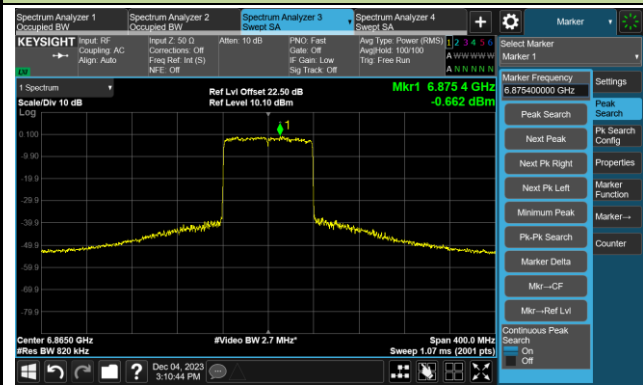 Spectrum Analyzer 1
Occupied BW
Spectrum Analyzer 2
Occupied BW
Spectrum Analyzer 3
Swept SA
Spectrum Analyzer 4
Swept SA
+
Marker
KEYSIGHT
Input: RF
Coupling: AC
Align: Auto
Input Z: 50 Ω
Corrections: Off
Freq Ref: Int (S)
NFE: Off
Atten: 10 dB
PNO: Fast
Gate: Off
IF Gain: Low
Sig Track: Off
Avg Type: Power (RMS)
Avg|Hold: 100/100
Trig: Free Run
1 2 3 4 5 6
A W W W W W
A N N N N N
LVI
Select Marker
Marker 1
1 Spectrum
Scale/Div 10 dB
Log
Ref Lvl Offset 22.50 dB
Ref Level 10.10 dBm
Mkr1 6.875 4 GHz
-0.662 dBm
1
0.100
-9.90
-19.9
-29.9
-39.9
-49.9
-59.9
-69.9
-79.9
Center 6.8650 GHz
#Res BW 820 kHz
#Video BW 2.7 MHz*
Span 400.0 MHz
Sweep 1.07 ms (2001 pts)
Marker Frequency
6.875400000 GHz
Peak Search
Next Peak
Next Pk Right
Next Pk Left
Minimum Peak
Pk-Pk Search
Marker Delta
Mkr→CF
Mkr→Ref Lvl
Continuous Peak
Search
On
Off
Settings
Peak
Search
Pk Search
Config
Properties
Marker
Function
Marker→
Counter
?
Dec 04, 2023
3:10:44 PM